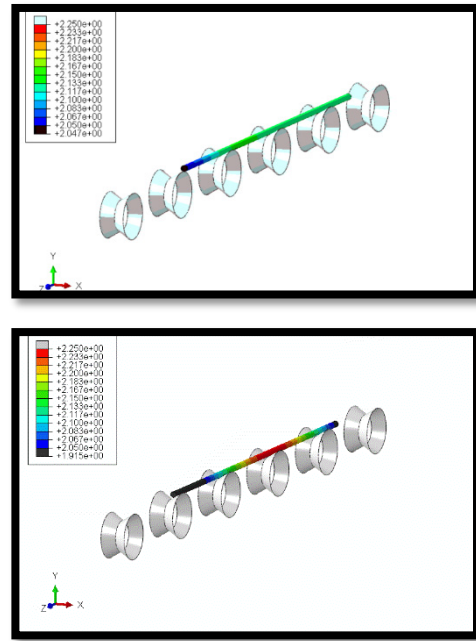 +2.250e+00
+2.233e+00
+2.217e+00
+2.200e+00
+2.183e+00
+2.167e+00
+2.150e+00
+2.133e+00
+2.117e+00
+2.100e+00
+2.083e+00
+2.067e+00
+2.050e+00
+2.047e+00
Y
Z
X
+2.250e+00
+2.233e+00
+2.217e+00
+2.200e+00
+2.183e+00
+2.167e+00
+2.150e+00
+2.133e+00
+2.117e+00
+2.100e+00
+2.083e+00
+2.067e+00
+2.050e+00
+1.915e+00
Y
Z
X